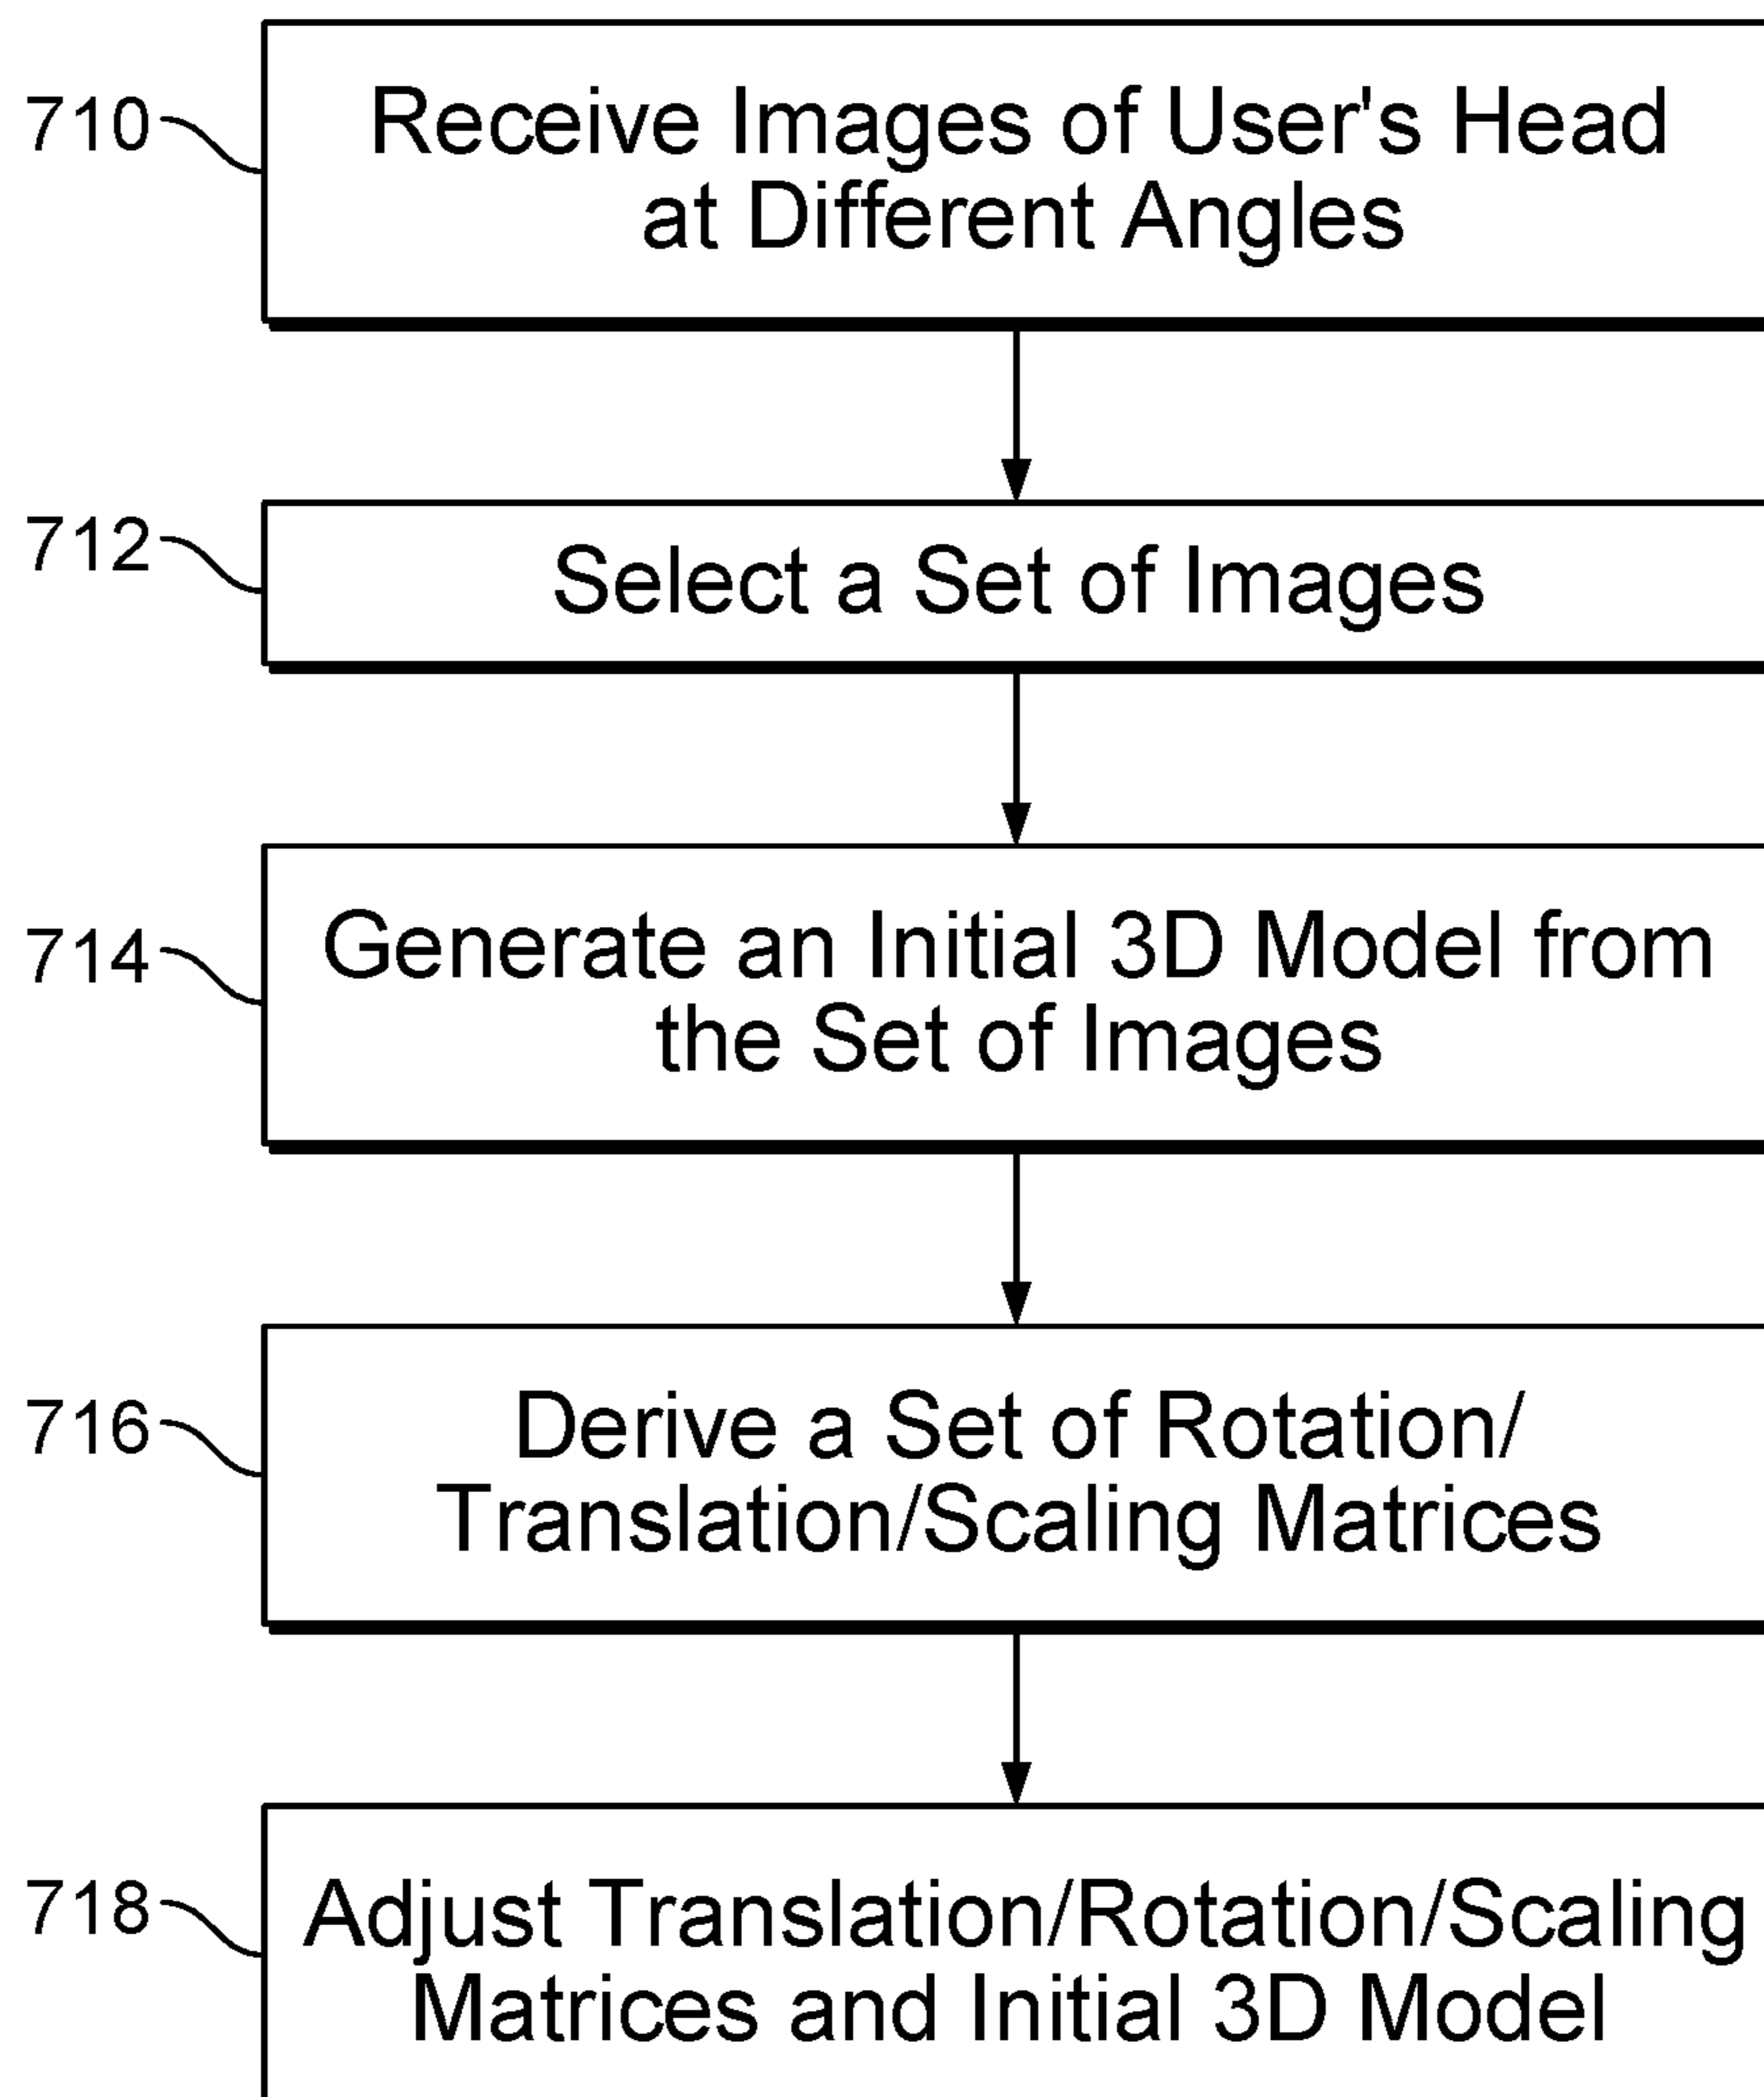 710
Receive Images of User's Head
at Different Angles
712
Select a Set of Images
714
Generate an Initial 3D Model from
the Set of Images
716
Derive a Set of Rotation/
Translation/Scaling Matrices
718
Adjust Translation/Rotation/Scaling
Matrices and Initial 3D Model